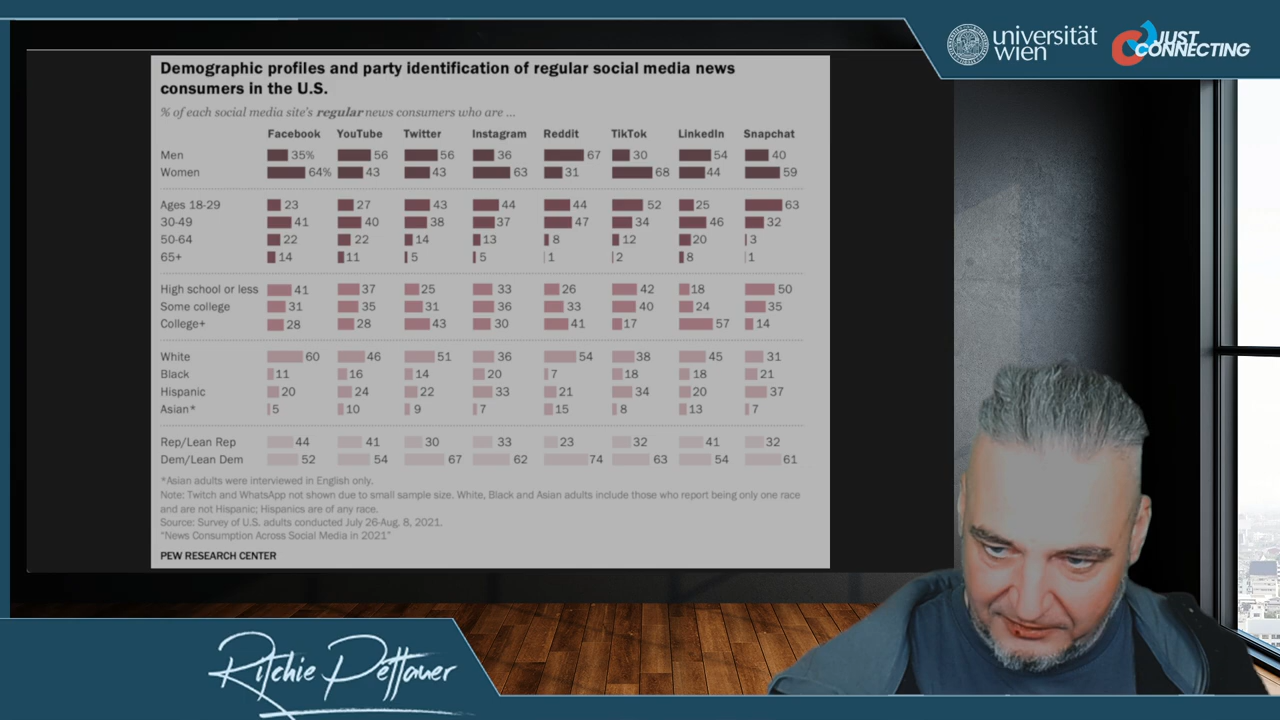 universität
wien
JUST
CONNECTING
Demographic profiles and party identification of regular social media news
consumers in the U.S.
% of each social media site's regular news consumers who are ...
Facebook YouTube Twitter Instagram Reddit TikTok LinkedIn Snapchat
Men 35% 56 56 36 67 30 54 40
Women 64% 43 43 63 31 68 44 59
Ages 18-29 23 27 43 44 44 52 25 63
30-49 41 40 38 37 47 34 46 32
50-64 22 22 14 13 8 12 20 3
65+ 14 11 5 5 1 2 8 1
High school or less 41 37 25 33 26 42 18 50
Some college 31 35 31 36 33 40 24 35
College+ 28 28 43 30 41 17 57 14
White 60 46 51 36 54 38 45 31
Black 11 16 14 20 7 18 18 21
Hispanic 20 24 22 33 21 34 20 37
Asian* 5 10 9 7 15 8 13 7
Rep/Lean Rep 44 41 30 33 23 32 41 32
Dem/Lean Dem 52 54 67 62 74 63 54 61
*Asian adults were interviewed in English only.
Note: Twitch and WhatsApp not shown due to small sample size. White, Black and Asian adults include those who report being only one race
and are not Hispanic; Hispanics are of any race.
Source: Survey of U.S. adults conducted July 26-Aug. 8, 2021.
"News Consumption Across Social Media in 2021"
PEW RESEARCH CENTER
Ritchie Pettauer